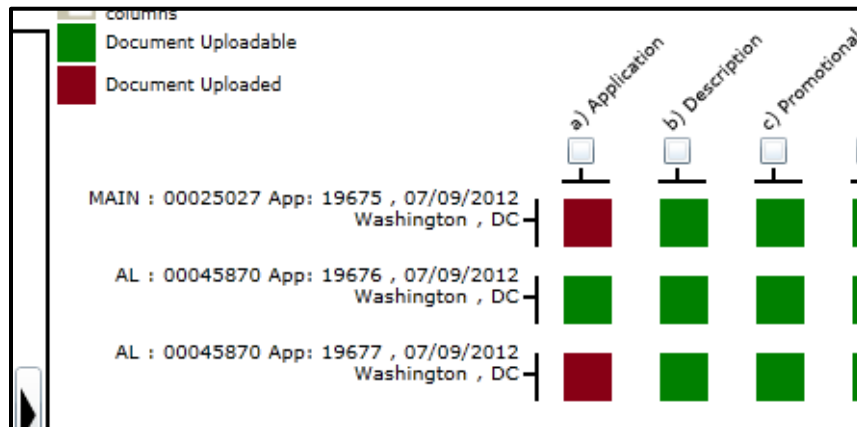 columns
Document Uploadable
Document Uploaded
a) Application
b) Description
c) Promotional
MAIN : 00025027 App: 19675 , 07/09/2012
Washington , DC
AL : 00045870 App: 19676 , 07/09/2012
Washington , DC
AL : 00045870 App: 19677 , 07/09/2012
Washington , DC